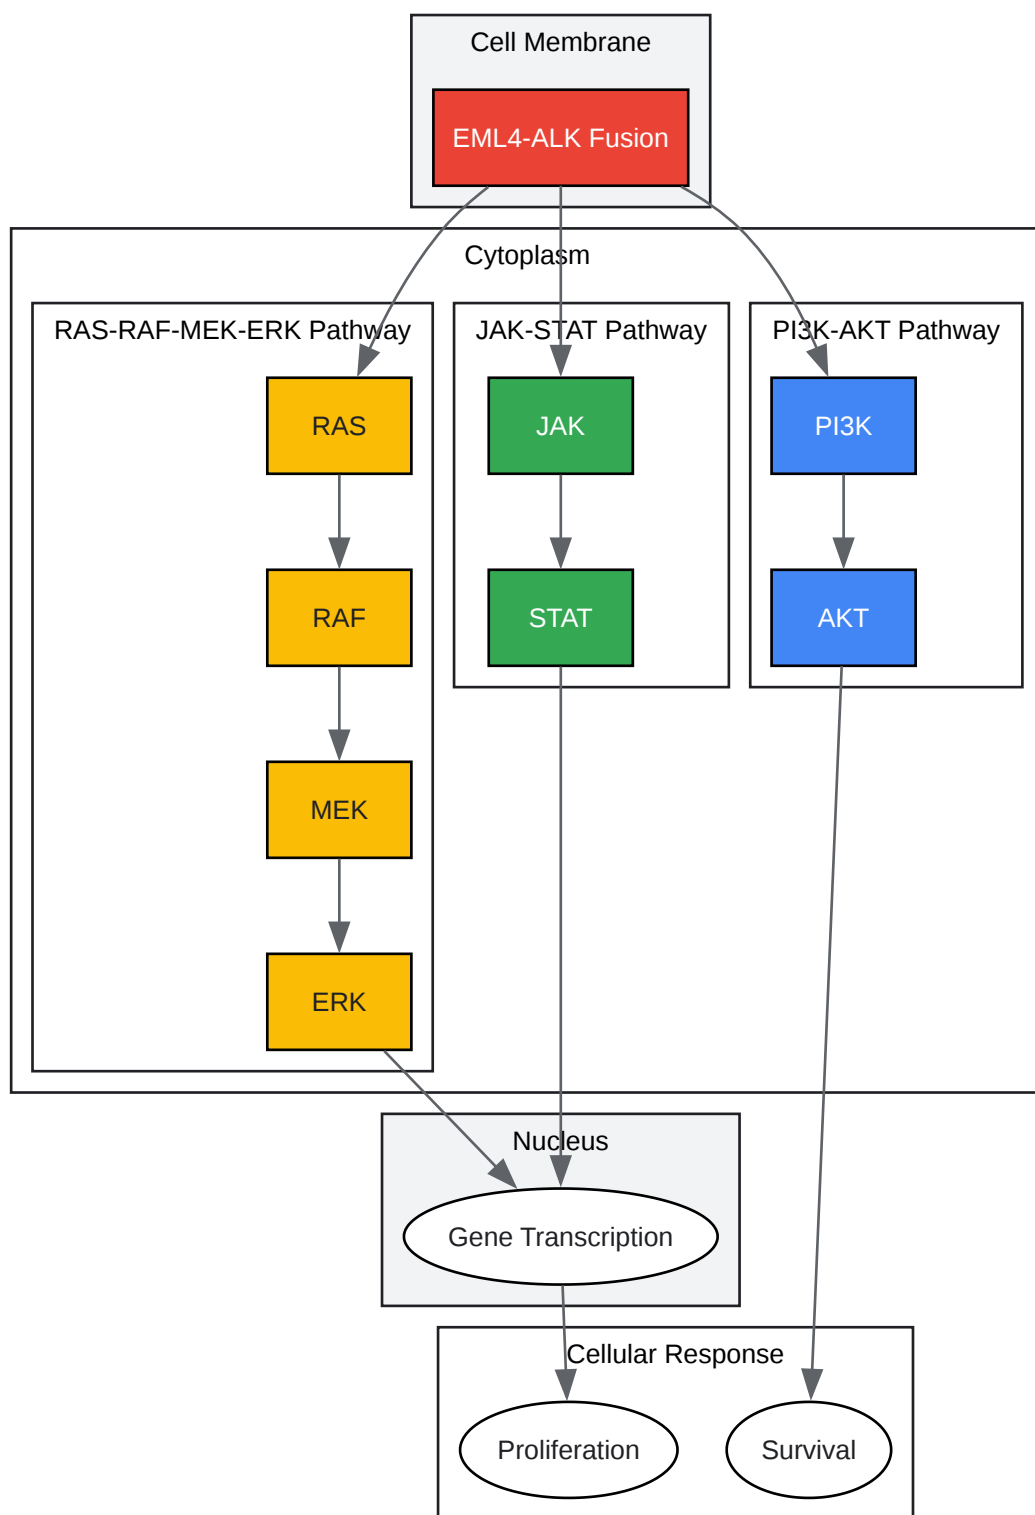 Cell Membrane
EML4-ALK Fusion
Cytoplasm
RAS-RAF-MEK-ERK Pathway
JAK-STAT Pathway
PI3K-AKT Pathway
RAS
JAK
PI3K
RAF
STAT
AKT
MEK
ERK
Nucleus
Gene Transcription
Cellular Response
Proliferation
Survival